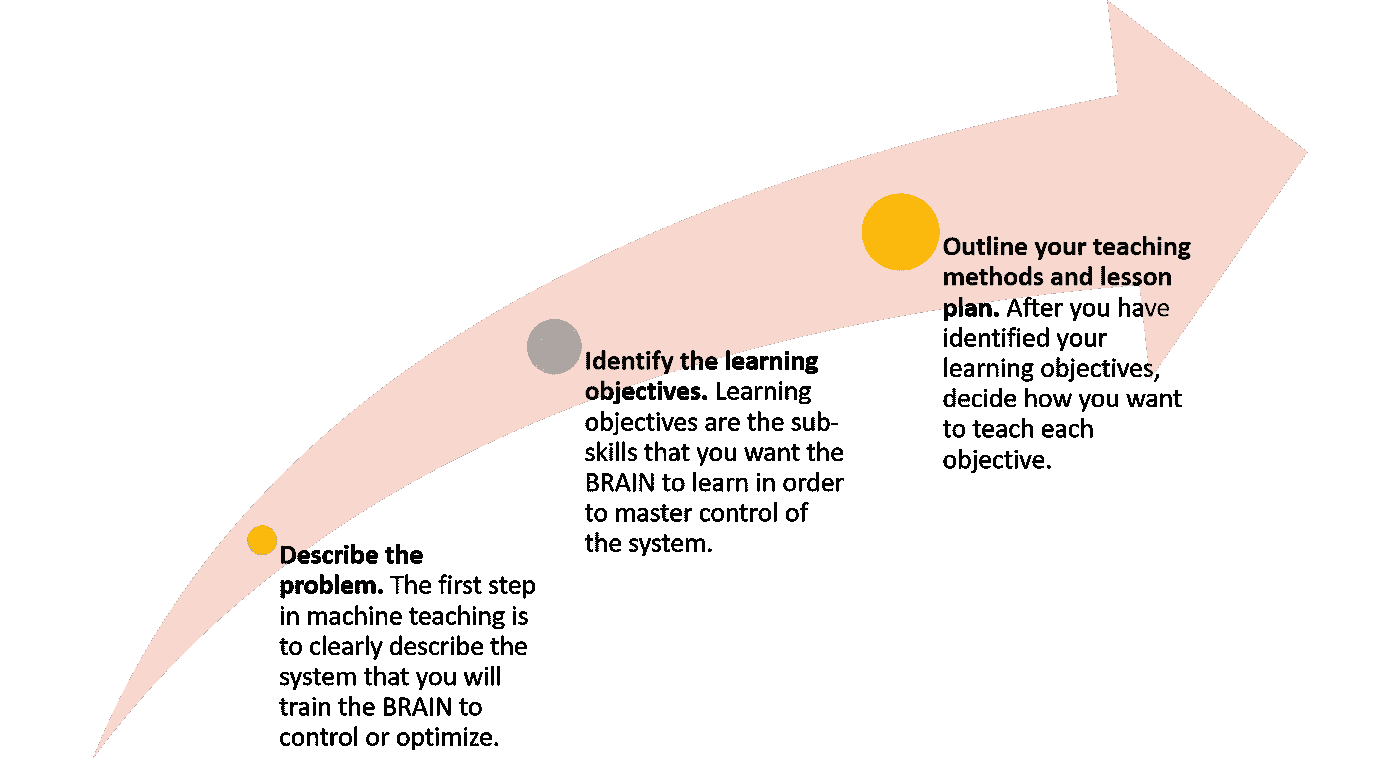 Describe the
problem. The first step
in machine teaching is
to clearly describe the
system that you will
train the BRAIN to
control or optimize.
Identify the learning
objectives. Learning
objectives are the sub-
skills that you want the
BRAIN to learn in order
to master control of
the system.
Outline your teaching
methods and lesson
plan. After you have
identified your
learning objectives,
decide how you want
to teach each
objective.